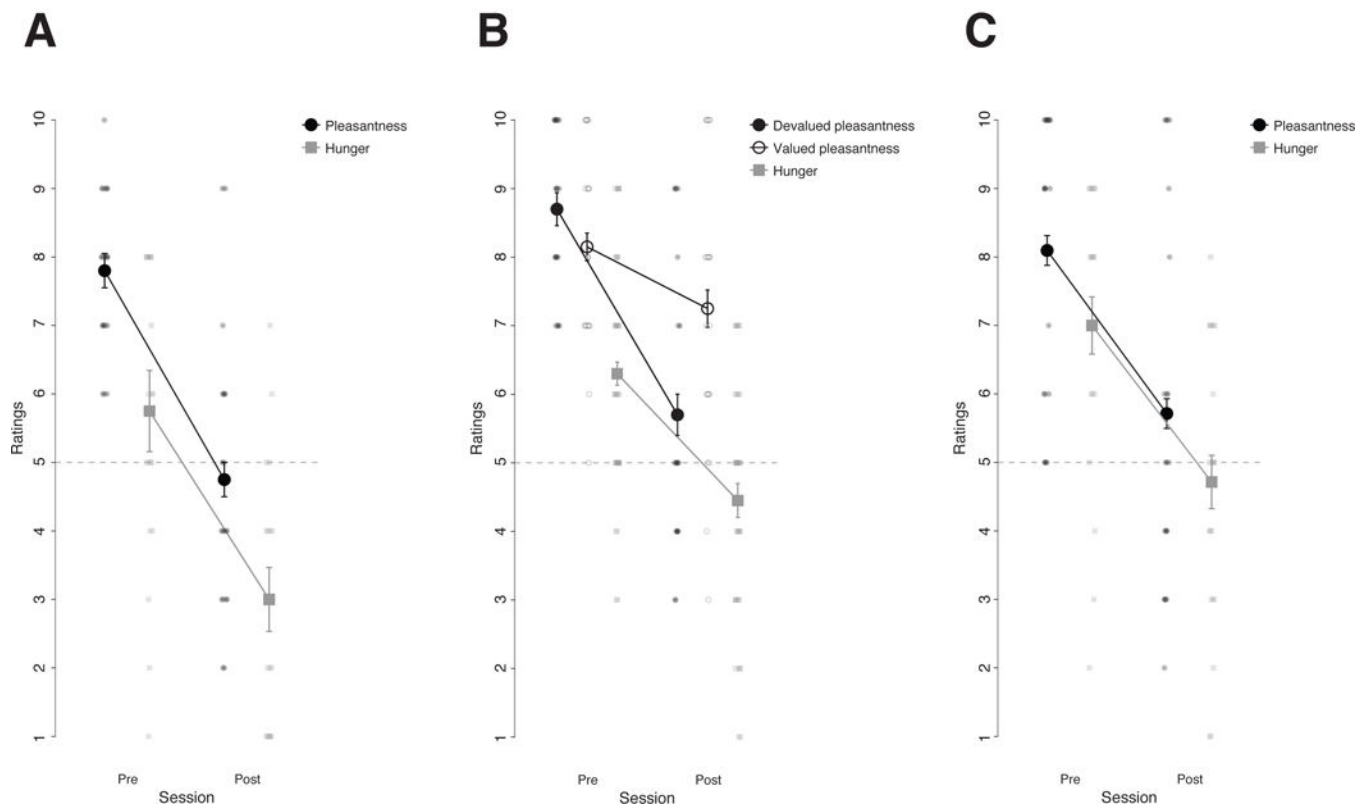 A
B
C
Pleasantness
Hunger
Devalued pleasantness
Valued pleasantness
Hunger
Pleasantness
Hunger
Ratings
10
9
8
7
6
5
4
3
2
1
Pre
Post
Session
Ratings
10
9
8
7
6
5
4
3
2
1
Pre
Post
Session
Ratings
10
9
8
7
6
5
4
3
2
1
Pre
Post
Session